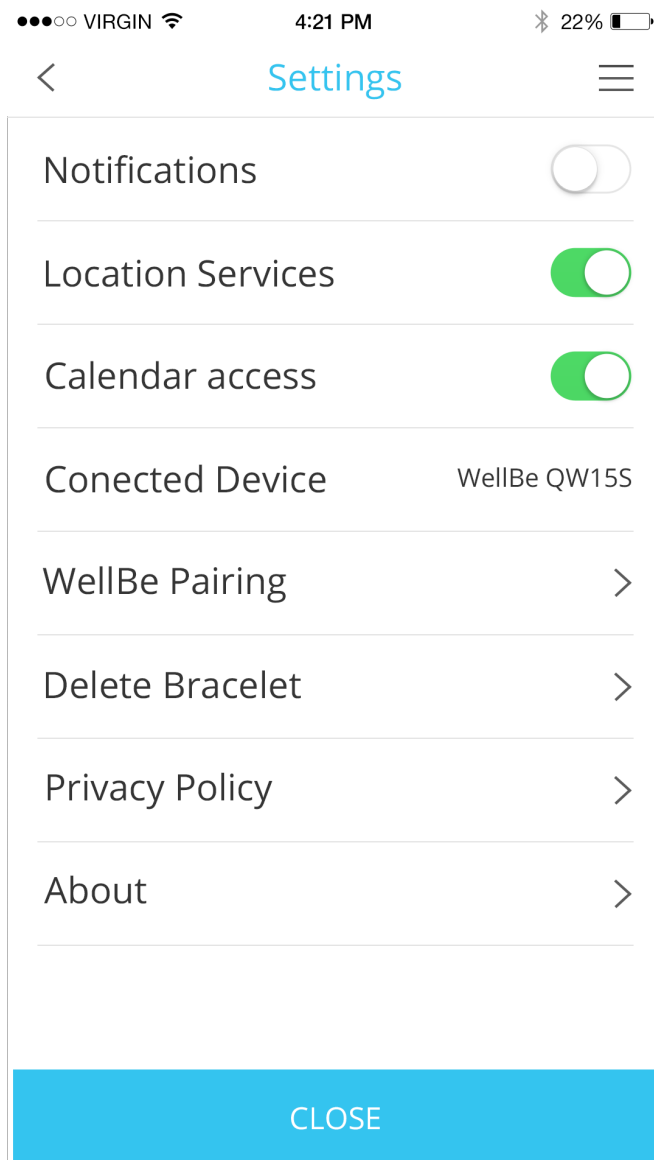 VIRGIN 4:21 PM 22%
Settings
Notifications
Location Services
Calendar access
Conected Device WellBe QW15S
WellBe Pairing
Delete Bracelet
Privacy Policy
About
CLOSE